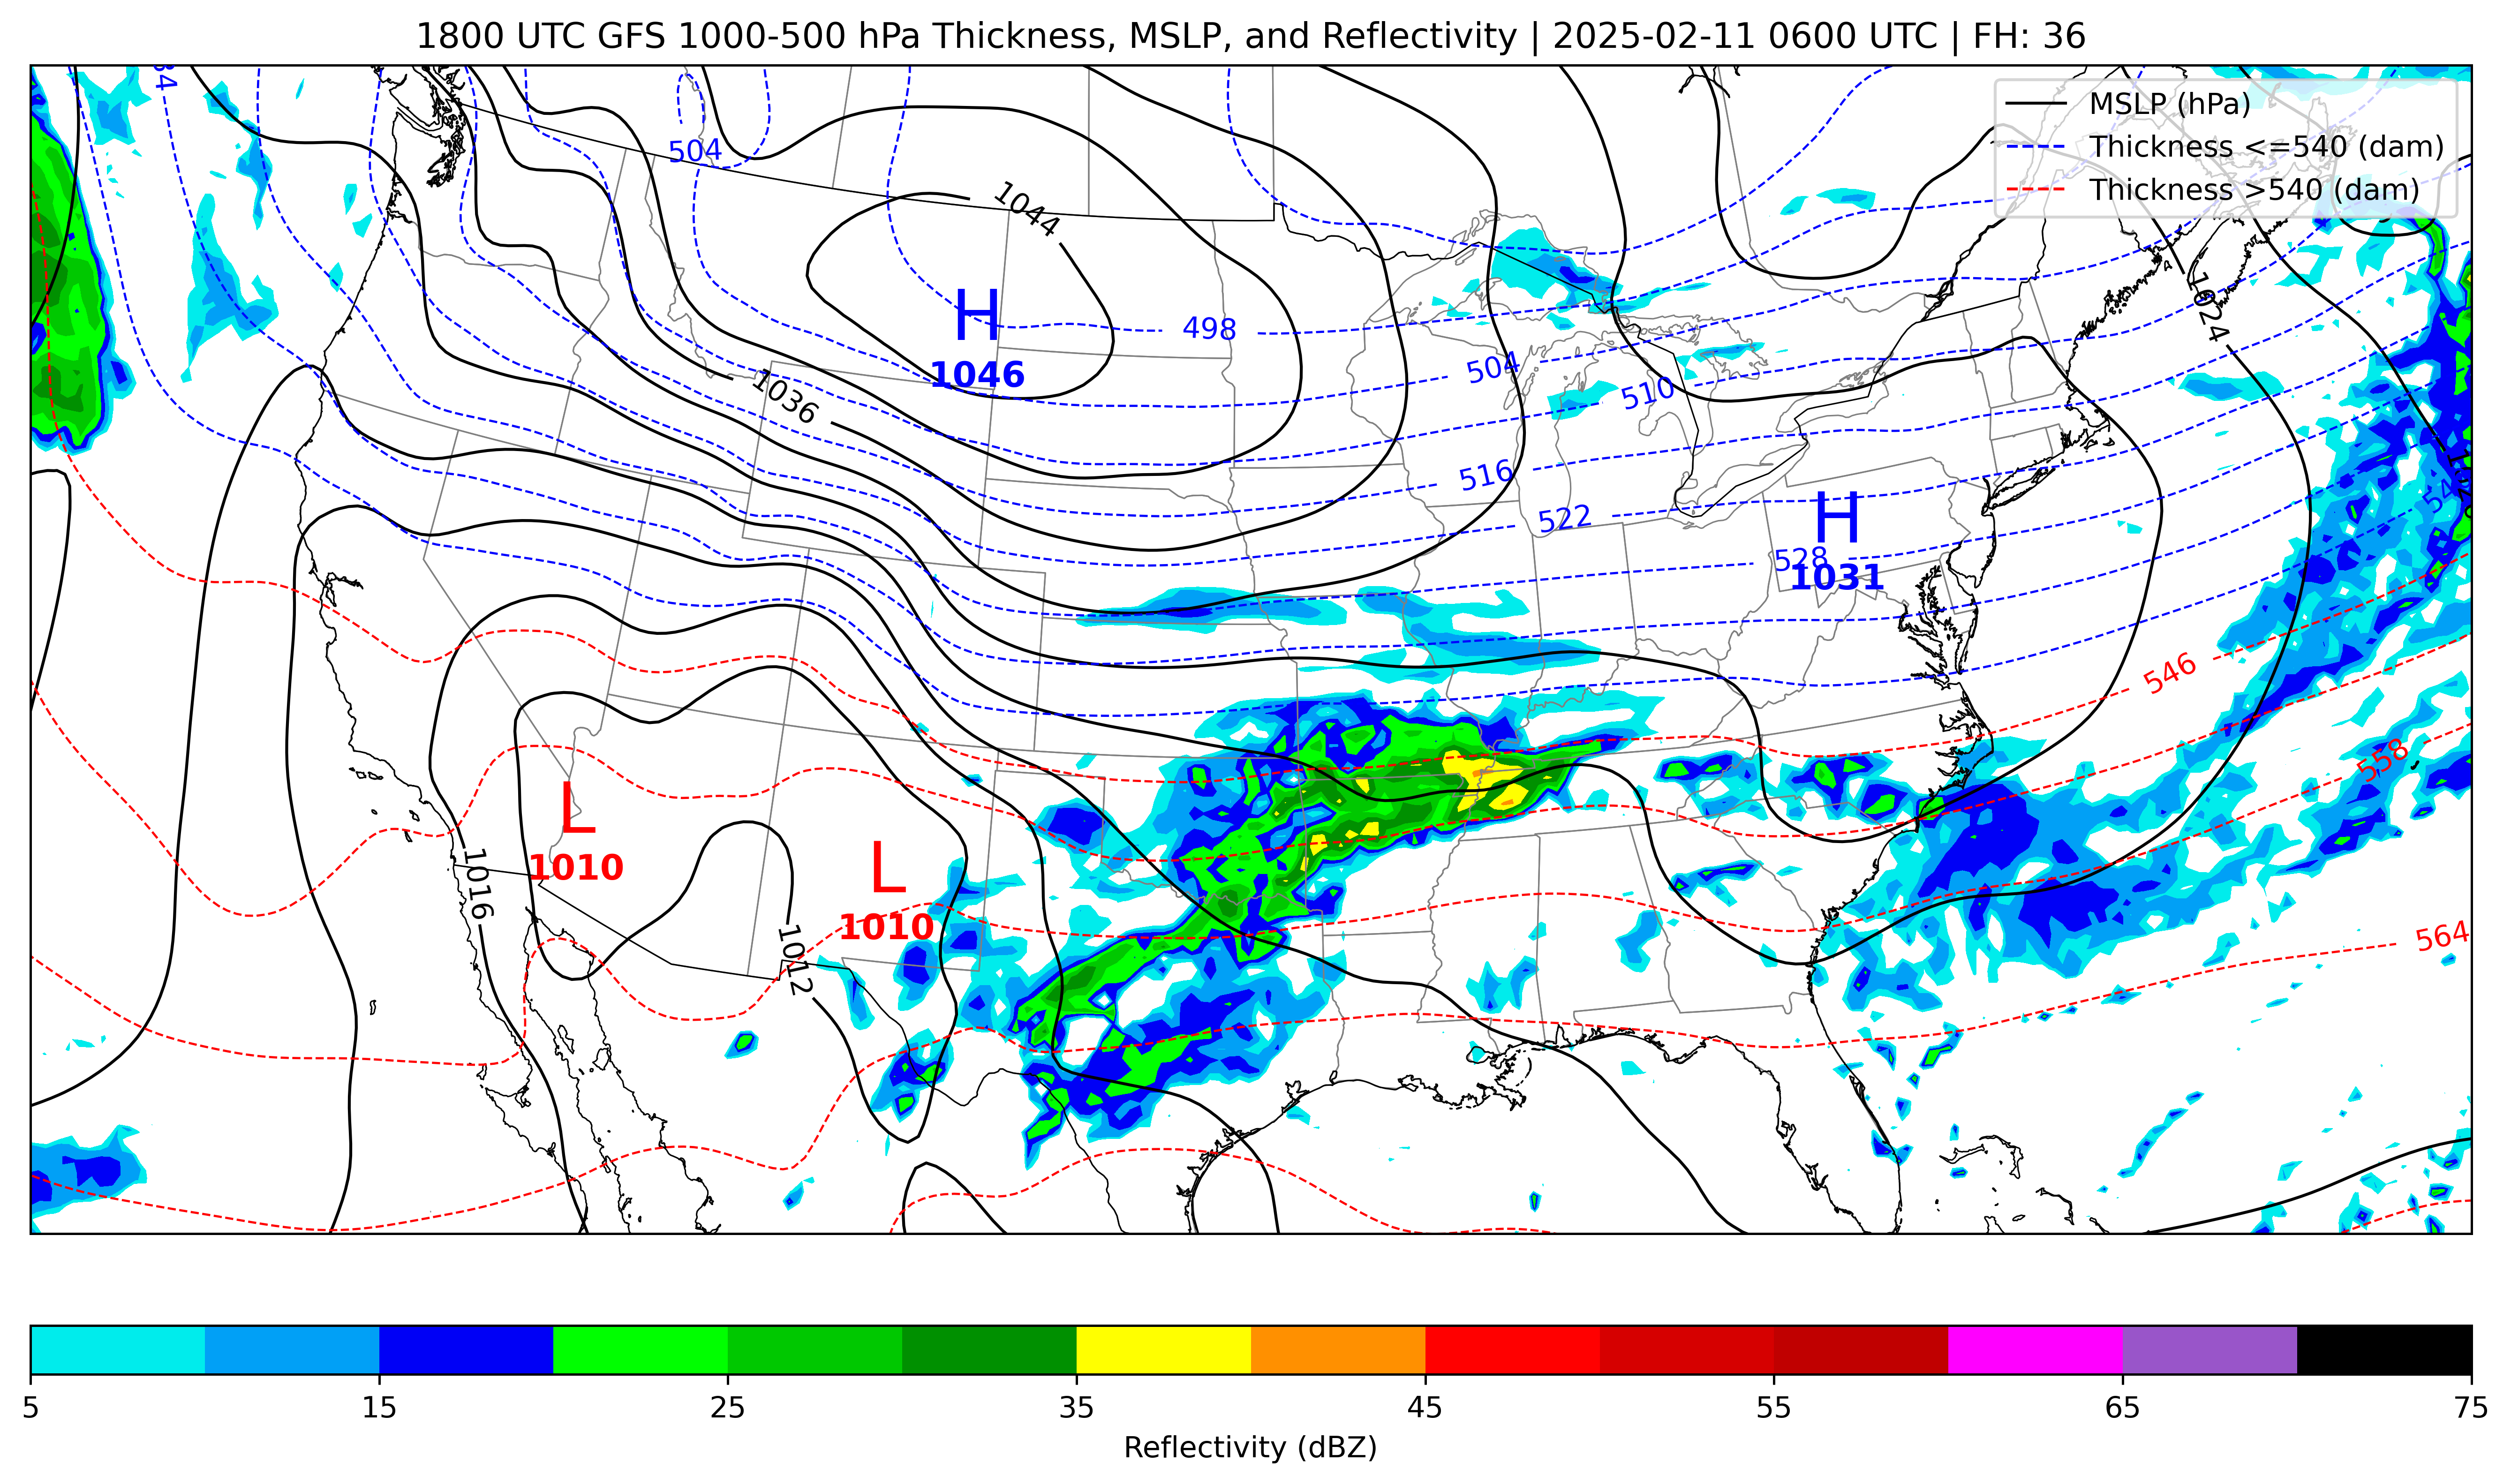 1800 UTC GFS 1000-500 hPa Thickness, MSLP, and Reflectivity | 2025-02-11 0600 UTC | FH: 36
MSLP (hPa)
Thickness <=540 (dam)
Thickness >540 (dam)
504
1044
1024
H
1046
498
504
510
1036
516
522
H
1031
528
546
558
564
L
1010
L
1010
1016
1012
5 15 25 35 45 55 65 75
Reflectivity (dBZ)